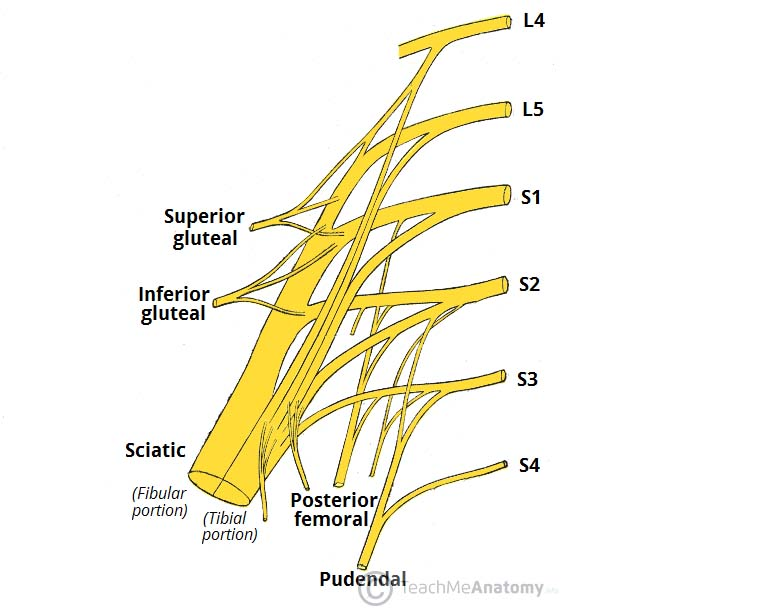 L4
L5
S1
Superior
gluteal
S2
Inferior
gluteal
S3
Sciatic
S4
(Fibular
portion)
(Tibial
portion)
Posterior
femoral
Pudendal
© TeachMeAnatomy